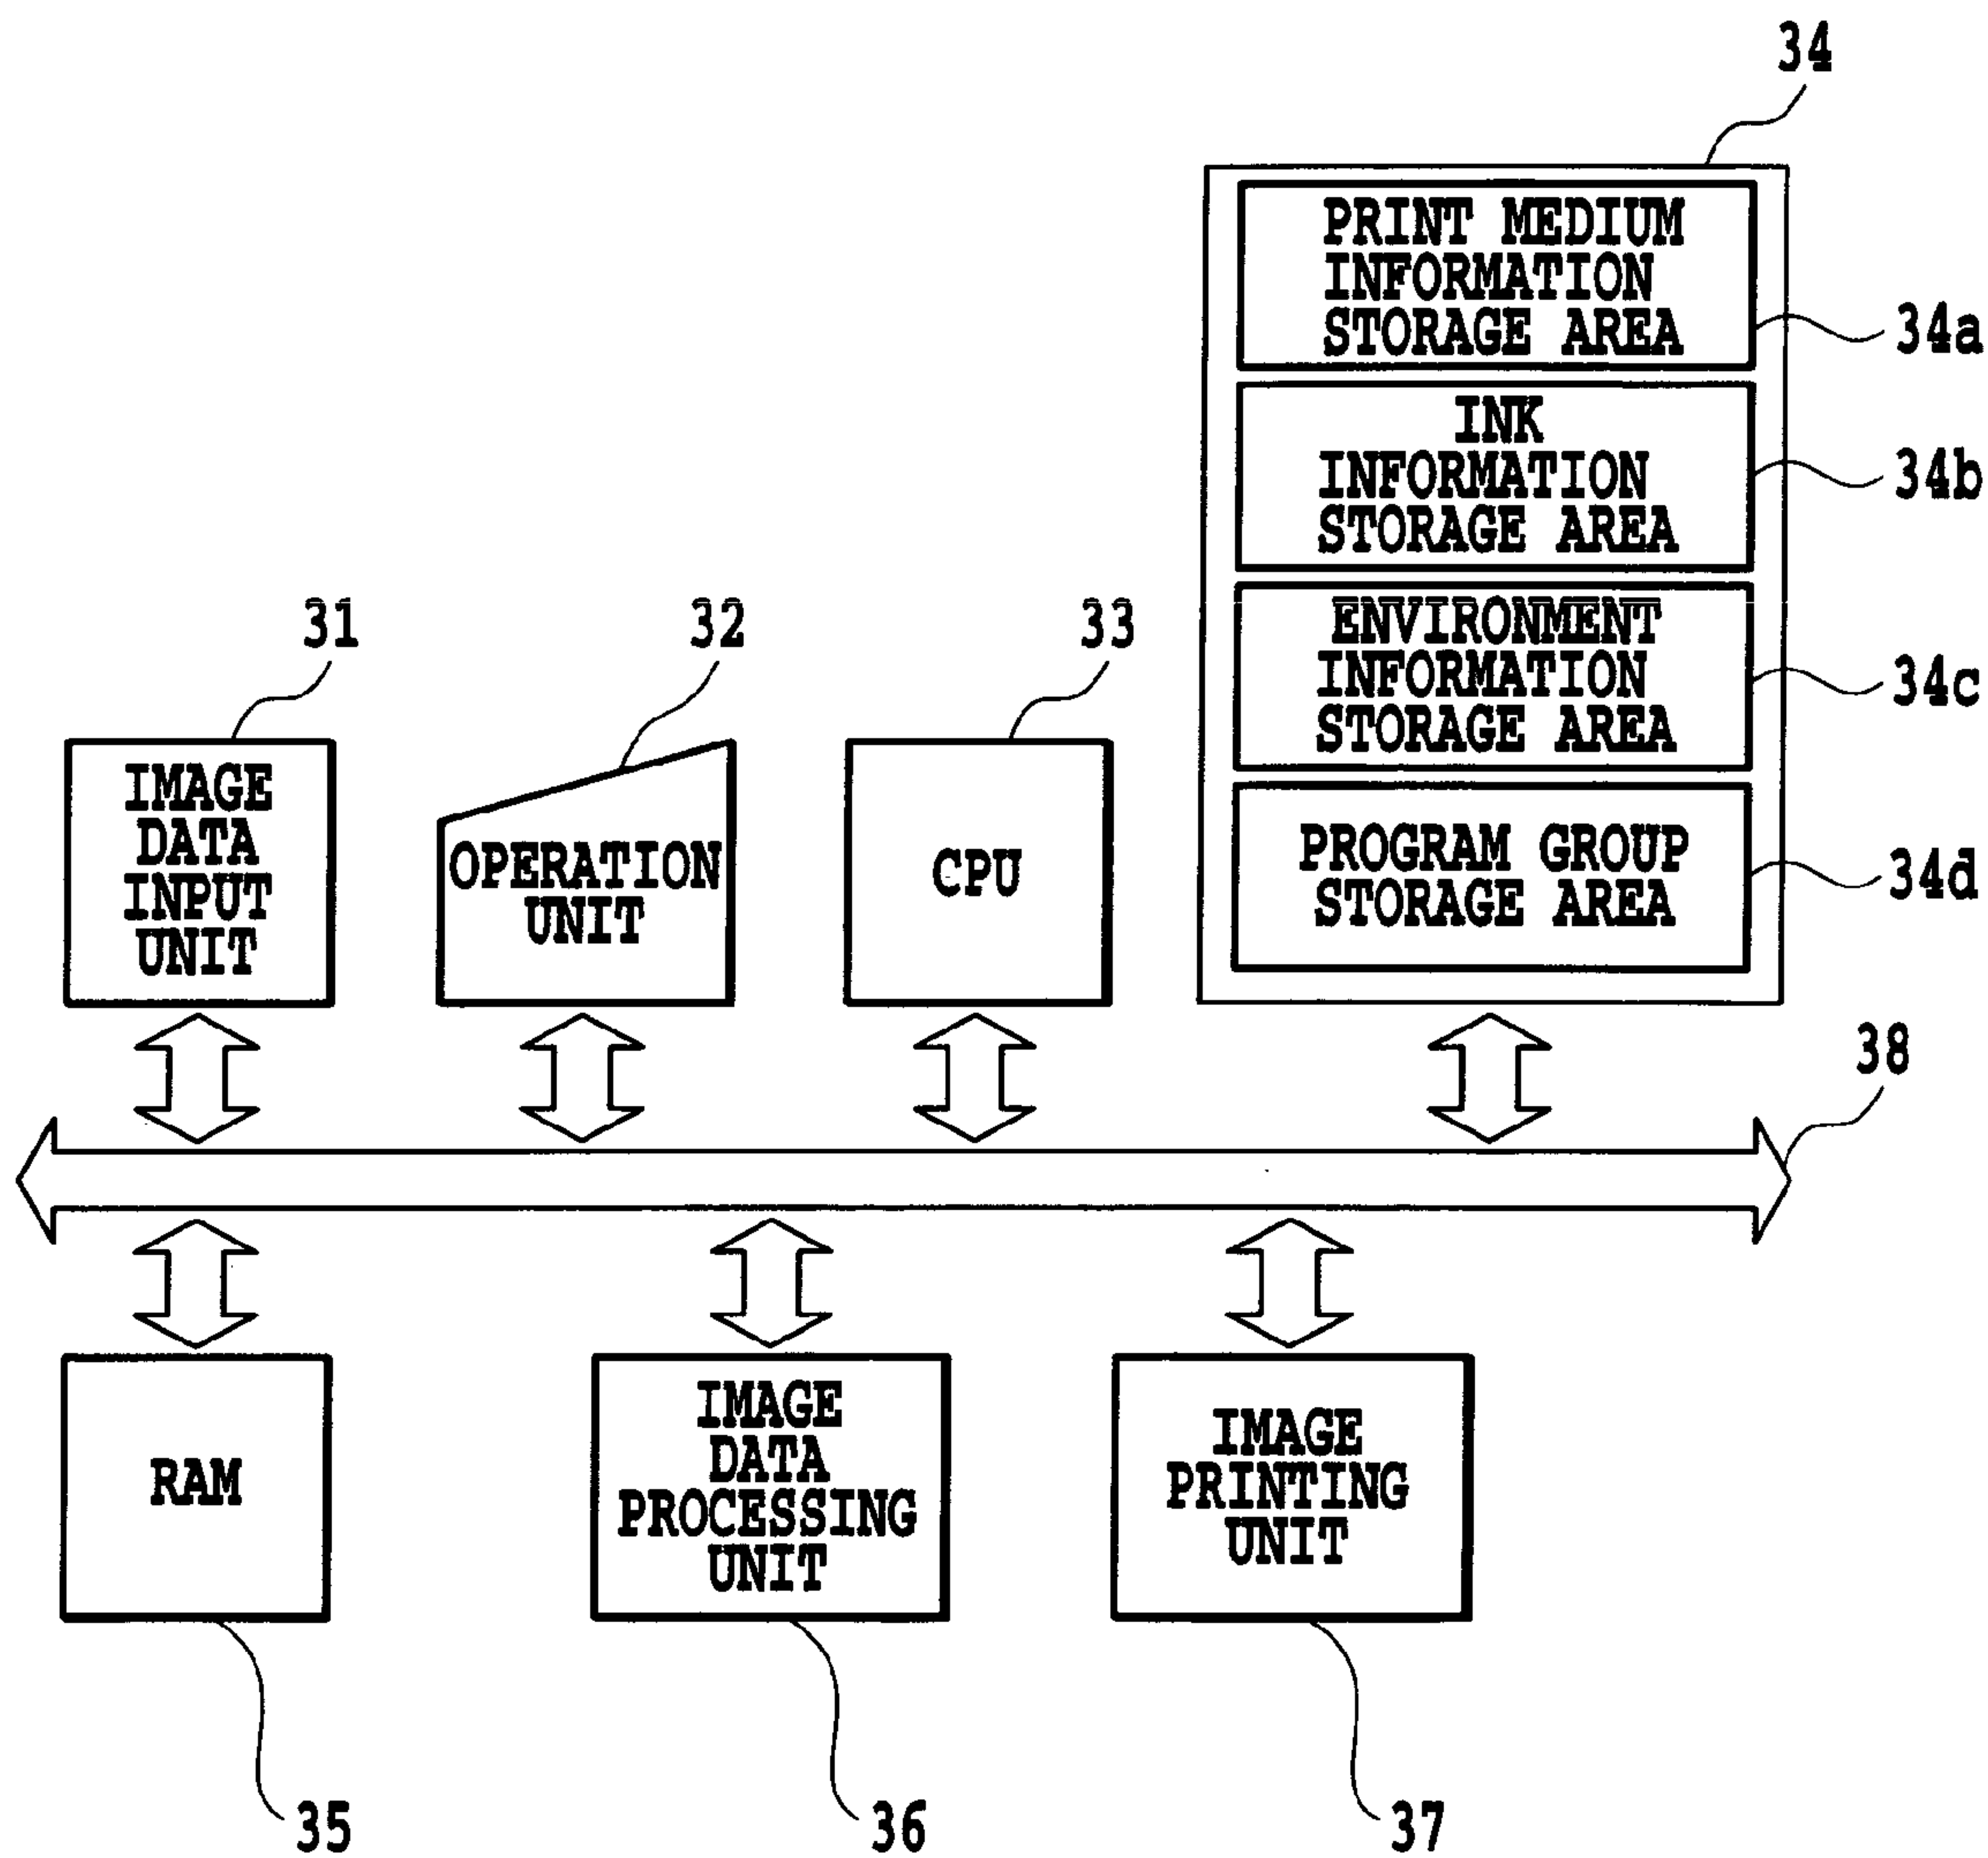 34
PRINT MEDIUM
INFORMATION
STORAGE AREA
34a
INK
INFORMATION
STORAGE AREA
34b
ENVIRONMENT
INFORMATION
STORAGE AREA
34c
PROGRAM GROUP
STORAGE AREA
34d
31
IMAGE
DATA
INPUT
UNIT
32
OPERATION
UNIT
33
CPU
38
RAM
35
IMAGE
DATA
PROCESSING
UNIT
36
IMAGE
PRINTING
UNIT
37